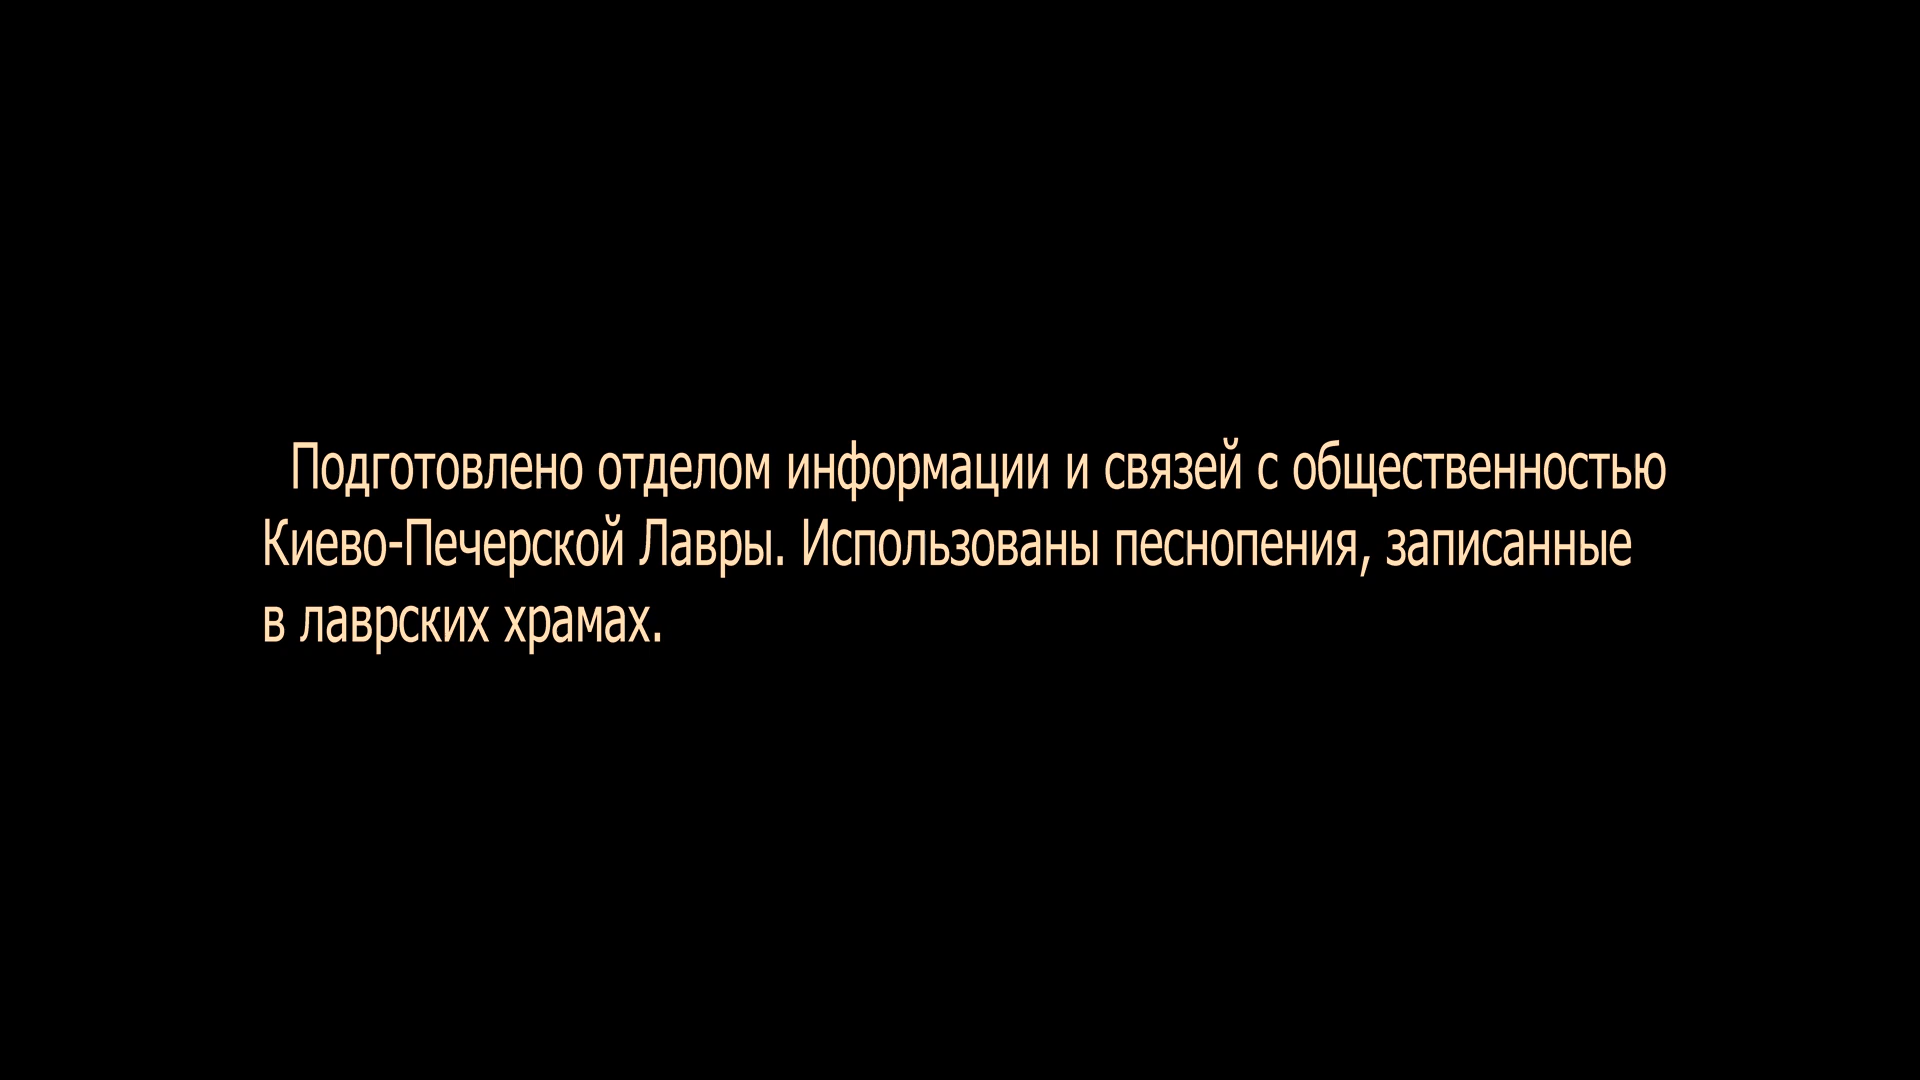 Подготовлено отделом информации и связей с общественностью
Киево-Печерской Лавры. Использованы песнопения, записанные
в лаврских храмах.